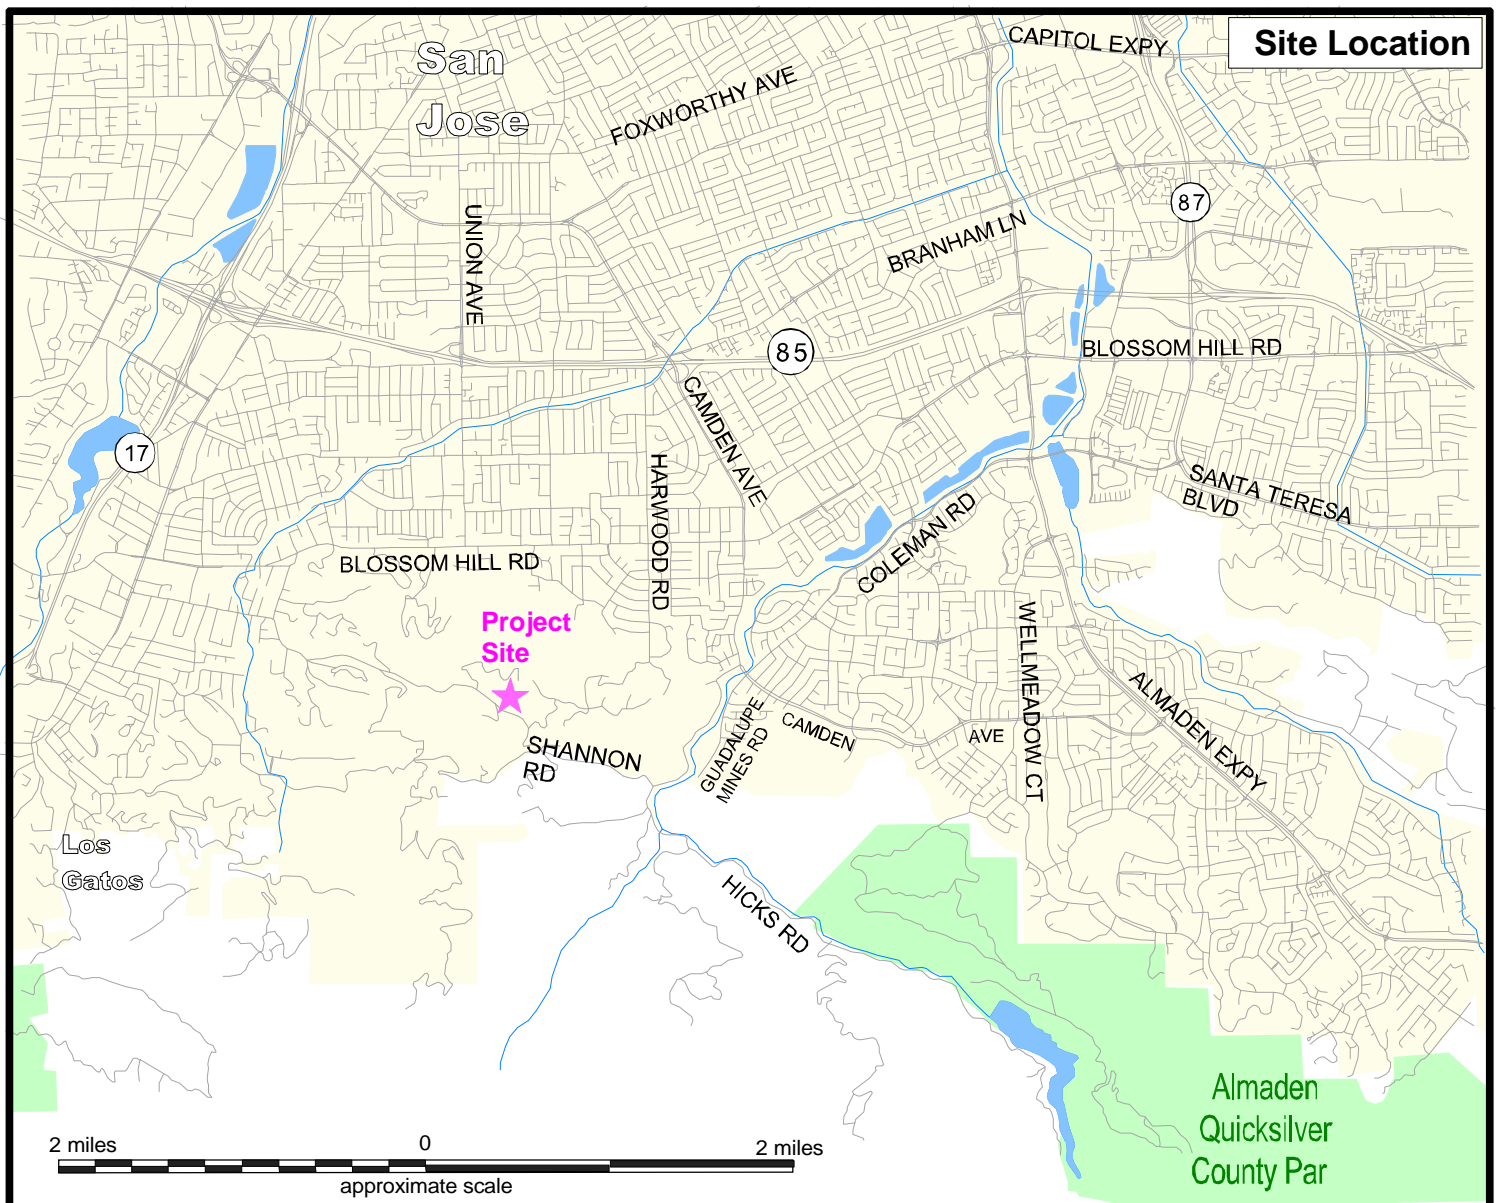 Site Location
San
Jose
CAPITOL EXPY
FOXWORTHY AVE
87
UNION AVE
BRANHAM LN
85
BLOSSOM HILL RD
CAMDEN AVE
17
HARWOOD RD
SANTA TERESA
BLVD
COLEMAN RD
BLOSSOM HILL RD
Project
Site
WELLMEADOW CT
ALMADEN EXPY
GUADALUPE
MINES RD
CAMDEN
AVE
SHANNON
RD
Los
Gatos
HICKS RD
Almaden
Quicksilver
County Par
2 miles
0
2 miles
approximate scale